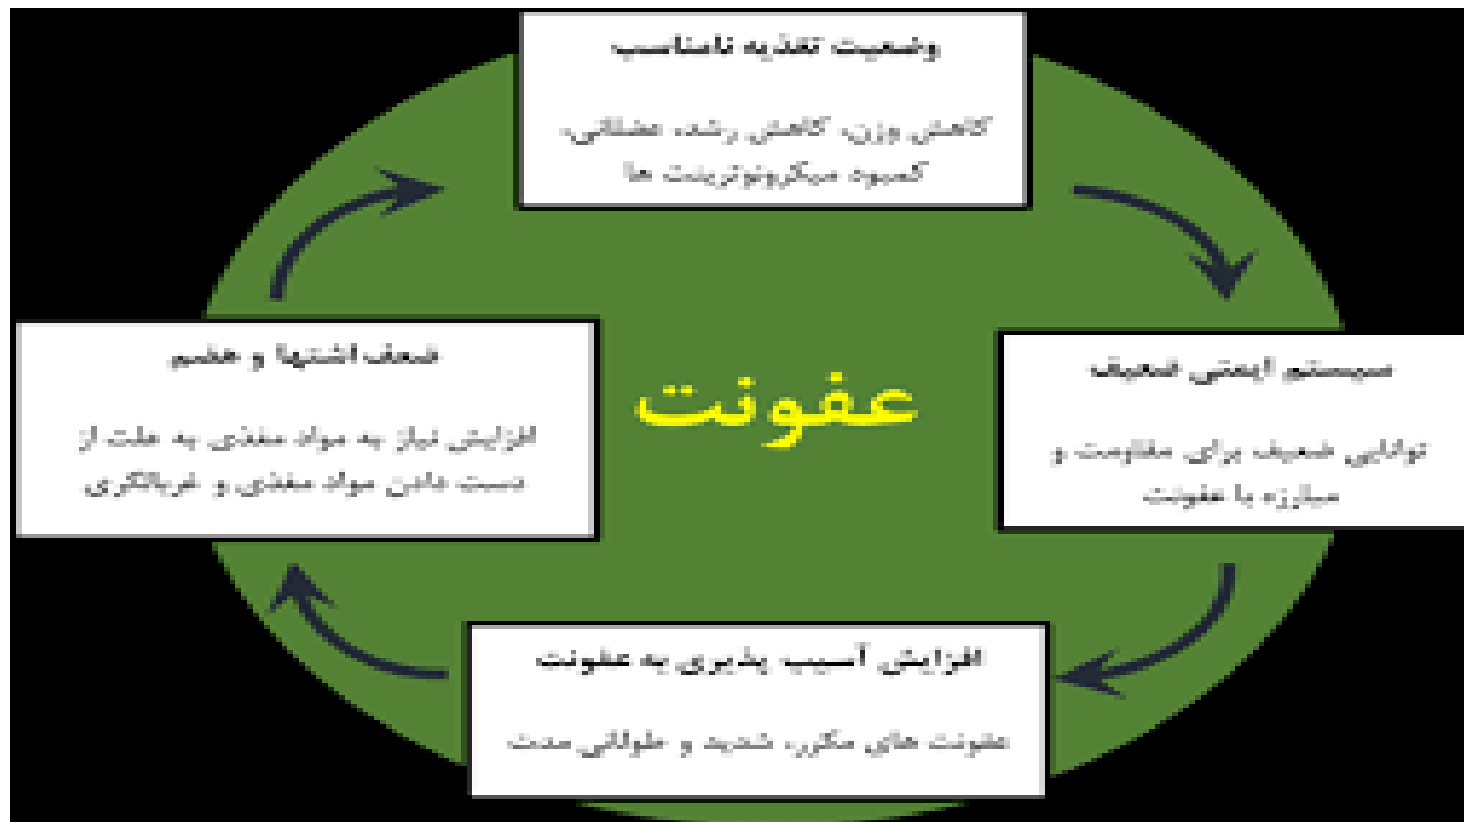 وضعیت تغذیه نامناسب
کاهش وزن، کاهش رشد، عضلانی،
کمبود میکرونوترینت ها
سیستم ایمنی ضعیف
توانایی ضعیف برای مقاومت و
مبارزه با عفونت
عفونت
ضعف اشتها و هضم
افزایش نیاز به مواد مغذی به علت از
دست دادن مواد مغذی و غربالگری
افزایش آسیب پذیری به عفونت
عفونت های مکرر، شدید و طولانی مدت